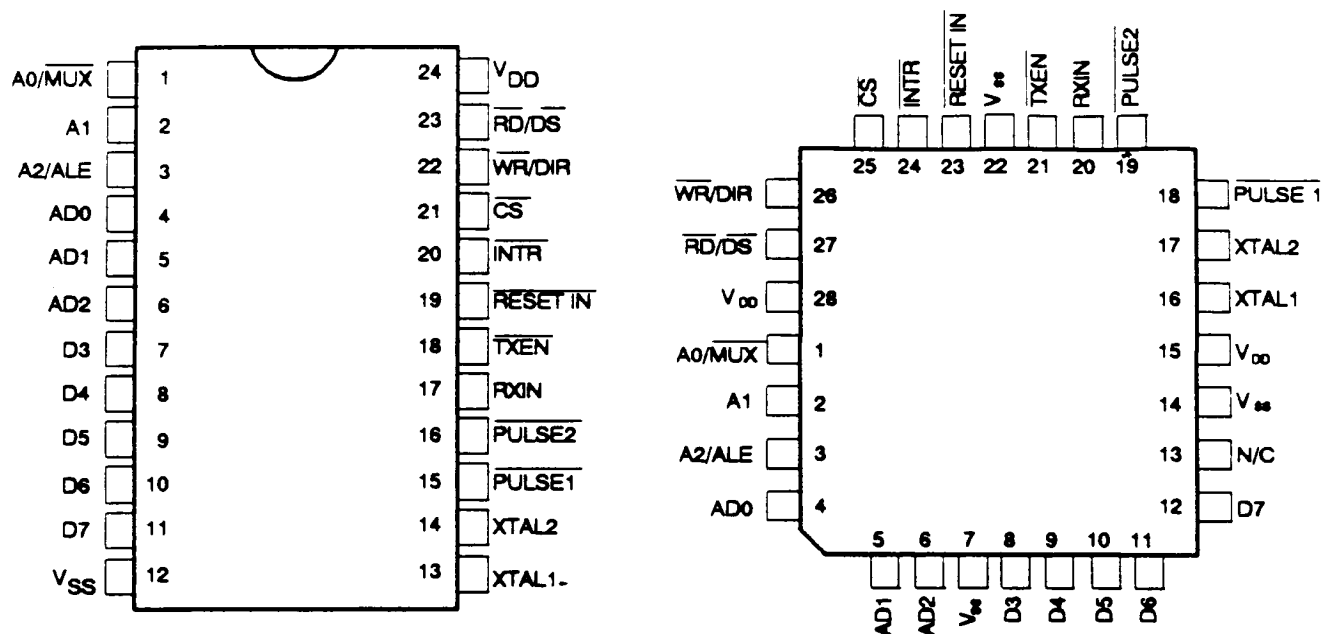 A0/MUX 1
A1 2
A2/ALE 3
AD0 4
AD1 5
AD2 6
D3 7
D4 8
D5 9
D6 10
D7 11
VSS 12
24 VDD
23 RD/DS
22 WR/DIR
21 CS
20 INTR
19 RESET IN
18 TXEN
17 RXIN
16 PULSE2
15 PULSE1
14 XTAL2
13 XTAL1-
CS INTR RESET IN Vss TXEN RXIN PULSE2
25 24 23 22 21 20 19
WR/DIR 26
RD/DS 27
VDD 28
A0/MUX 1
A1 2
A2/ALE 3
AD0 4
18 PULSE 1
17 XTAL2
16 XTAL1
15 VDD
14 Vss
13 N/C
12 D7
5 6 7 8 9 10 11
AD1 AD2 Vss D3 D4 D5 D6